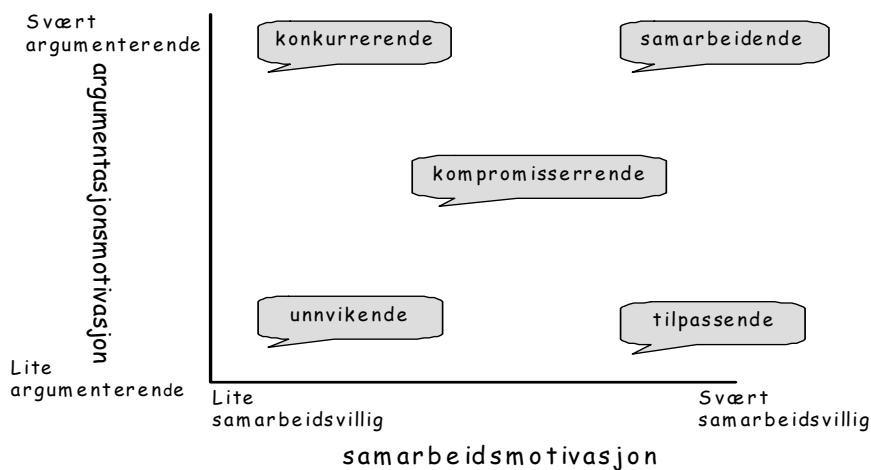 Svært
argumenterende
konkurrerende
samarbeidende
argumentasjonsmotivasjon
kompromisserrende
unnvikende
tilpassende
Lite
argumenterende
Lite
samarbeidsvillig
Svært
samarbeidsvillig
samarbeidsmotivasjon